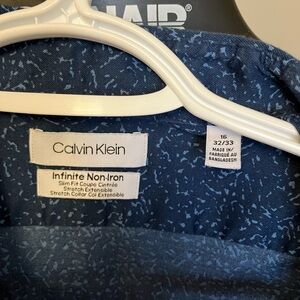 HAIR
Calvin Klein
Infinite Non-Iron
Slim Fit Coupe Cintrée
Stretch Extensible
Stretch Collar Col Extensible
16
32/33
MADE IN/
FABRIQUÉ AU
BANGLADESH